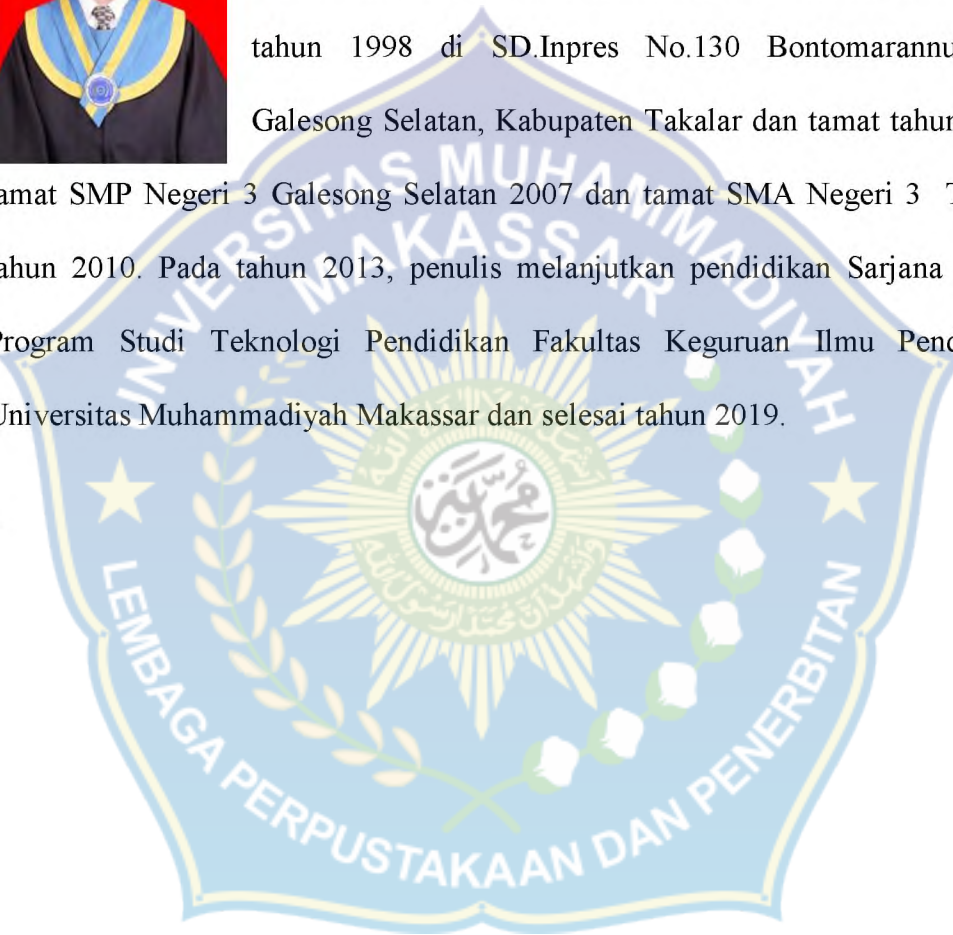 tahun 1998 di SD.Inpres No.130 Bontomarannu
Galesong Selatan, Kabupaten Takalar dan tamat tahun
amat SMP Negeri 3 Galesong Selatan 2007 dan tamat SMA Negeri 3 T
ahun 2010. Pada tahun 2013, penulis melanjutkan pendidikan Sarjana
Program Studi Teknologi Pendidikan Fakultas Keguruan Ilmu Pend
Universitas Muhammadiyah Makassar dan selesai tahun 2019.
UNIVERSITAS MUHAMMADIYAH
MAKASSAR
محمدية
LEMBAGA PERPUSTAKAAN DAN PENERBITAN